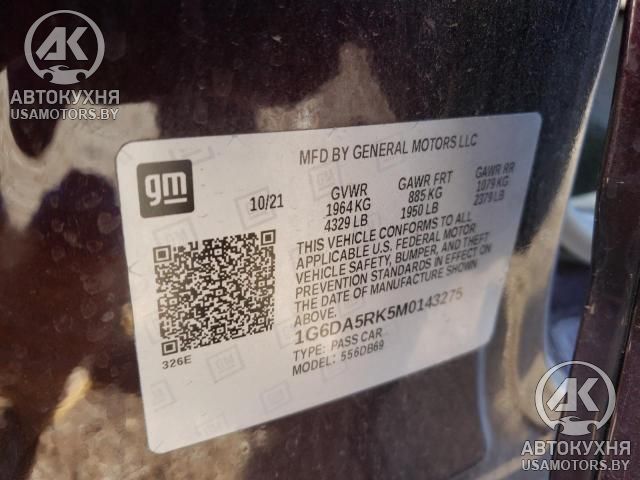 AK
АВТОКУХНЯ
USAMOTORS.BY
gm
MFD BY GENERAL MOTORS LLC
10/21
GVWR
1964 KG
4329 LB
GAWR FRT
885 KG
1950 LB
GAWR RR
1079 KG
2379 LB
THIS VEHICLE CONFORMS TO ALL
APPLICABLE U.S. FEDERAL MOTOR
VEHICLE SAFETY, BUMPER, AND THEFT
PREVENTION STANDARDS IN EFFECT ON
THE DATE OF MANUFACTURE SHOWN
ABOVE.
1G6DA5RK5M0143275
TYPE: PASS CAR
MODEL: 556DB69
326E
AK
АВТОКУХНЯ
USAMOTORS.BY